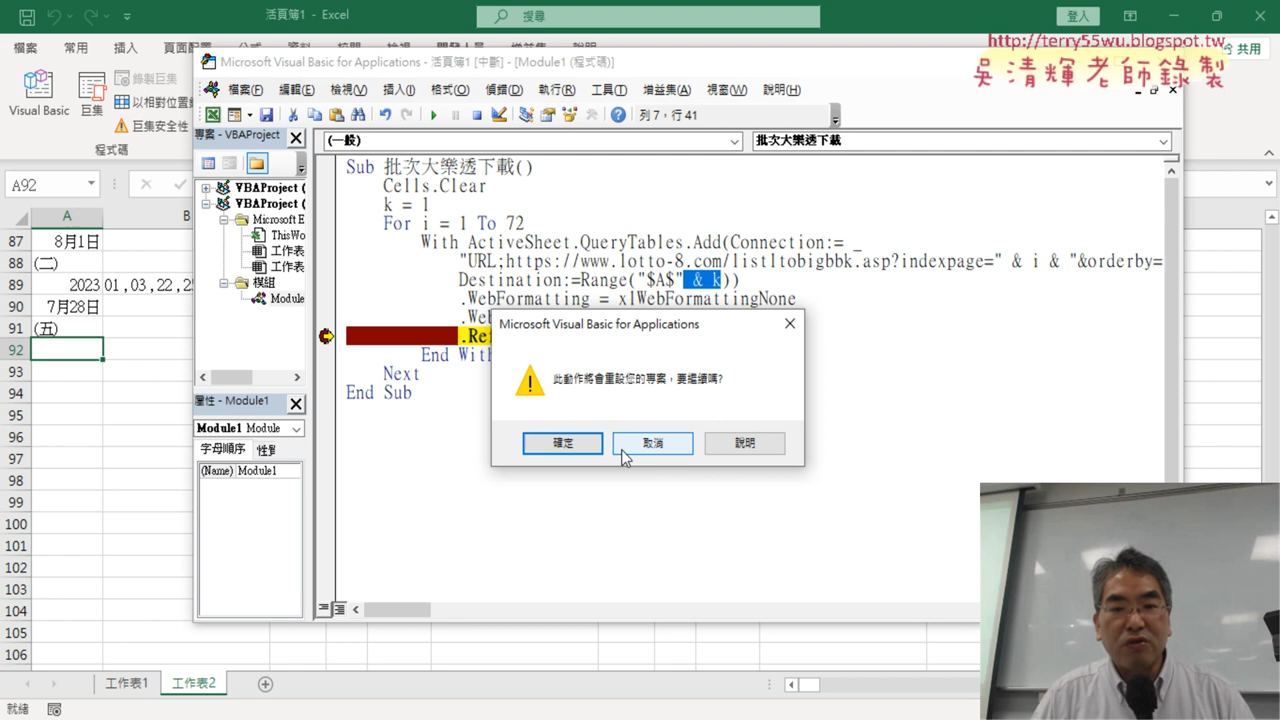 活頁簿1 - Excel
搜尋
登入
http://terry55wu.blogspot.tw
吳清輝老師錄製
檔案 常用 插入
共用
Visual Basic
巨集
錄製巨集
以相對位置
巨集安全性
程式碼
A92
A B
87 8月1日
88 (二)
89 2023 01,03,22,2
90 7月28日
91 (五)
92
93
94
95
96
97
98
99
100
101
102
103
104
105
106
Microsoft Visual Basic for Applications - 活頁簿1 [中斷] - [Module1 (程式碼)]
檔案(F) 編輯(E) 檢視(V) 插入(I) 格式(O) 偵錯(D) 執行(R) 工具(T) 增益集(A) 視窗(W) 說明(H)
列 7，行 41
專案 - VBAProject
VBAProject (
VBAProject (
Microsoft E
ThisWo
工作表
工作表
模組
Module
屬性 - Module1
Module1 Module
字母順序
(Name) Module1
(一般)
批次大樂透下載
Sub 批次大樂透下載()
Cells.Clear
k = 1
For i = 1 To 72
With ActiveSheet.QueryTables.Add(Connection:= _
"URL;https://www.lotto-8.com/listltobigbbk.asp?indexpage=" & i & "&orderby=
Destination:=Range("$A$" & k))
.WebFormatting = xlWebFormattingNone
.We
.Re
End With
Next
End Sub
Microsoft Visual Basic for Applications
此動作將會重設您的專案，要繼續嗎?
確定 取消 說明
工作表1 工作表2
就緒